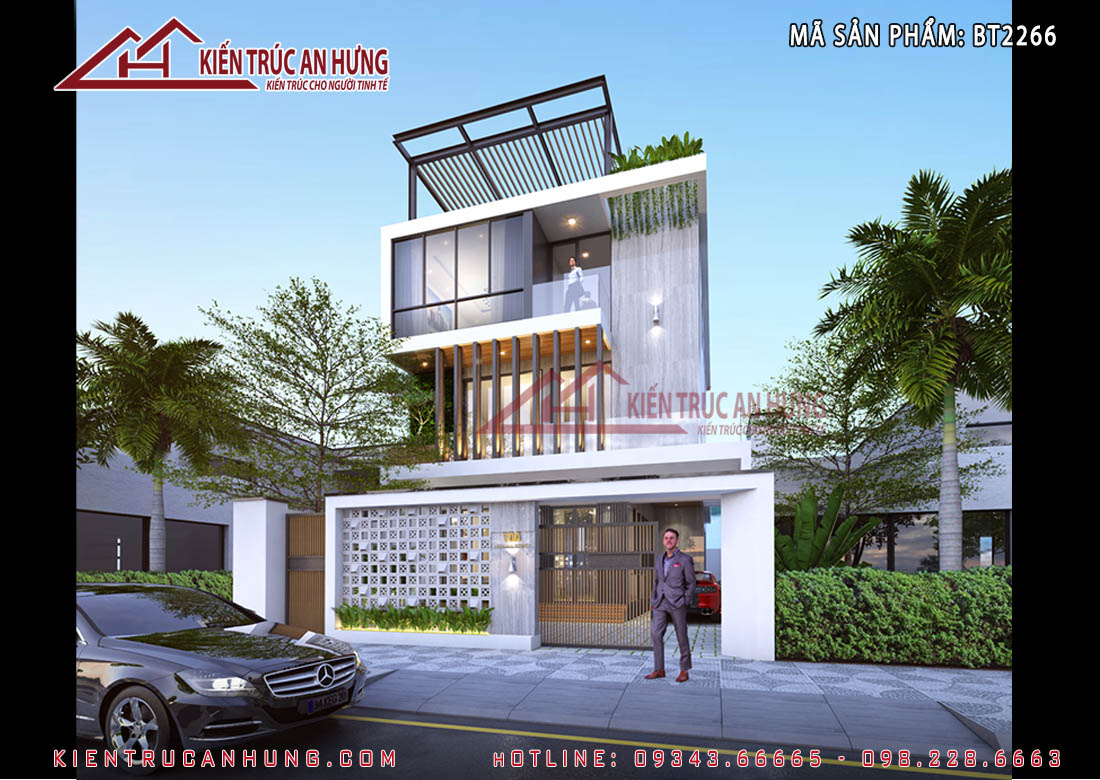 KIẾN TRÚC AN HƯNG
KIẾN TRÚC CHO NGƯỜI TINH TẾ
MÃ SẢN PHẨM: BT2266
KIẾN TRÚC AN HƯNG
KIENTRUCANHUNG.COM
HOTLINE: 09343.66665 - 098.228.6663